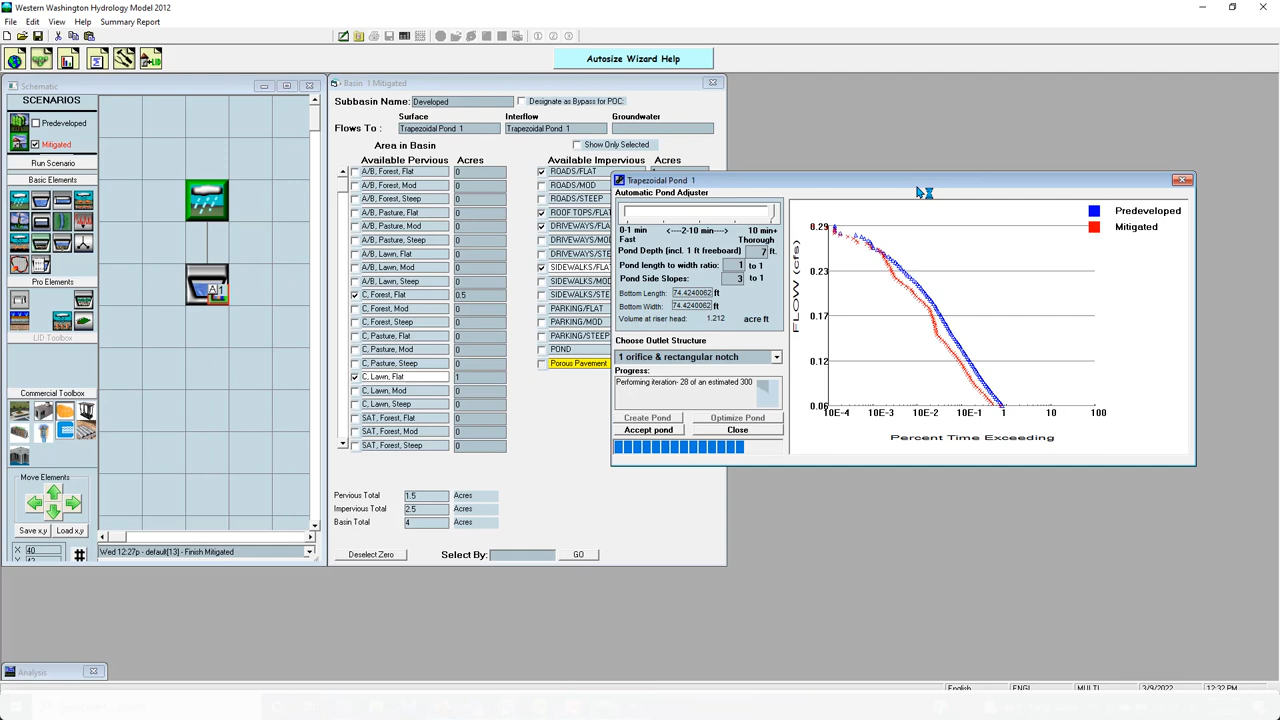 Western Washington Hydrology Model 2012
File Edit View Help Summary Report
Autosize Wizard Help
Schematic
SCENARIOS
Predeveloped
Mitigated
Run Scenario
Basic Elements
Pro Elements
LID Toolbox
Commercial Toolbox
Move Elements
Save x,y Load x,y
X 40
Wed 12:27p - default[13] - Finish Mitigated
Basin 1 Mitigated
Subbasin Name: Developed Designate as Bypass for POC:
Surface Interflow Groundwater
Flows To : Trapezoidal Pond 1 Trapezoidal Pond 1
Area in Basin Show Only Selected
Available Pervious Acres Available Impervious Acres
A/B, Forest, Flat 0 ROADS/FLAT
A/B, Forest, Mod 0 ROADS/MOD
A/B, Forest, Steep 0 ROADS/STEEP
A/B, Pasture, Flat 0 ROOF TOPS/FLA
A/B, Pasture, Mod 0 DRIVEWAYS/FLA
A/B, Pasture, Steep 0 DRIVEWAYS/MO
A/B, Lawn, Flat 0 DRIVEWAYS/STE
A/B, Lawn, Mod 0 SIDEWALKS/FLA
A/B, Lawn, Steep 0 SIDEWALKS/MO
C, Forest, Flat 0.5 SIDEWALKS/STE
C, Forest, Mod 0 PARKING/FLAT
C, Forest, Steep 0 PARKING/MOD
C, Pasture, Flat 0 PARKING/STEEP
C, Pasture, Mod 0 POND
C, Pasture, Steep 0 Porous Pavement
C, Lawn, Flat 1
C, Lawn, Mod 0
C, Lawn, Steep 0
SAT, Forest, Flat 0
SAT, Forest, Mod 0
SAT, Forest, Steep 0
Pervious Total 1.5 Acres
Impervious Total 2.5 Acres
Basin Total 4 Acres
Deselect Zero Select By: GO
Trapezoidal Pond 1
Automatic Pond Adjuster
0-1 min <----2-10 min----> 10 min+
Fast Thorough
Pond Depth (incl. 1 ft freeboard) 7 ft.
Pond length to width ratio: 1 to 1
Pond Side Slopes: 3 to 1
Bottom Length: 74.4240062 ft
Bottom Width: 74.4240062 ft
Volume at riser head: 1.212 acre ft
Choose Outlet Structure
1 orifice & rectangular notch
Progress:
Performing iteration- 28 of an estimated 300
Create Pond Optimize Pond
Accept pond Close
Predeveloped
Mitigated
FLOW (cfs)
0.29
0.23
0.17
0.12
0.06
10E-4 10E-3 10E-2 10E-1 1 10 100
Percent Time Exceeding
Analysis
English ENGL MULTI 3/9/2022 12:32 PM